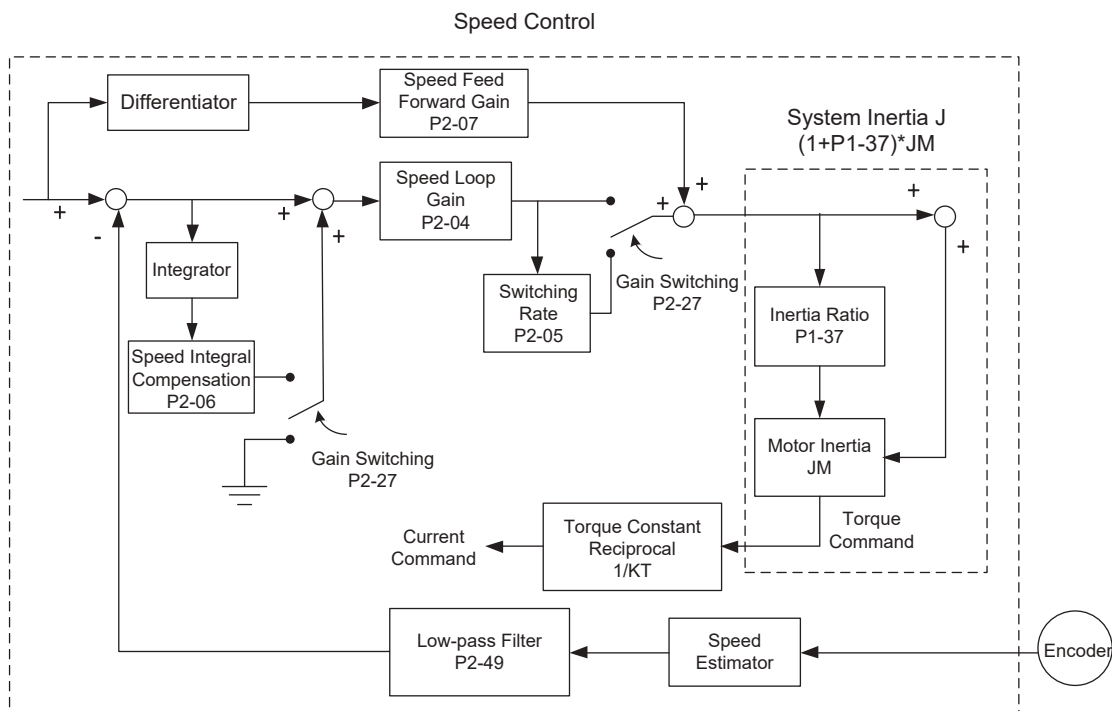 Speed Control
Differentiator
Speed Feed
Forward Gain
P2-07
System Inertia J
(1+P1-37)*JM
+
-
+
+
Speed Loop
Gain
P2-04
+
+
+
+
Integrator
Switching
Rate
P2-05
Gain Switching
P2-27
Inertia Ratio
P1-37
Speed Integral
Compensation
P2-06
Gain Switching
P2-27
Motor Inertia
JM
Current
Command
Torque Constant
Reciprocal
1/KT
Torque
Command
Low-pass Filter
P2-49
Speed
Estimator
Encoder